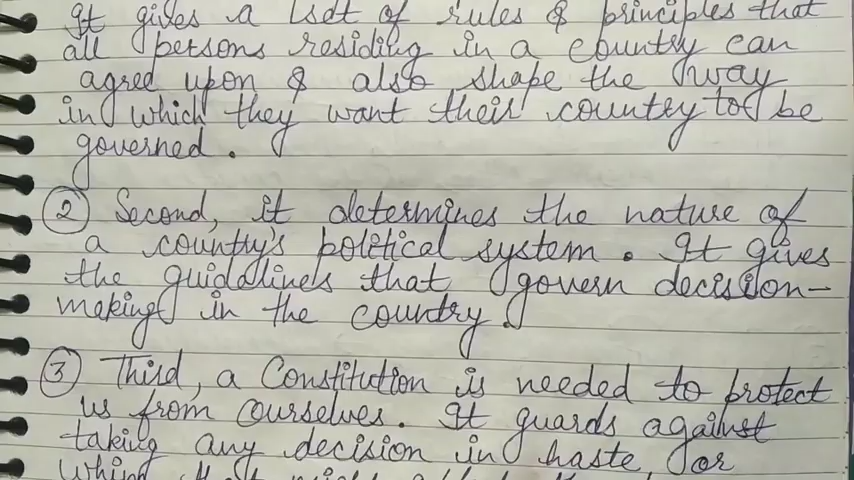 It gives a set of rules & principles that
all persons residing in a country can
agred upon & also shape the way
in which they want their country to be
governed.
② Second, it determines the nature of
a country's political system. It gives
the guidelines that govern decision-
making in the country.
③ Third, a Constitution is needed to protect
us from ourselves. It guards against
taking any decision in haste, or